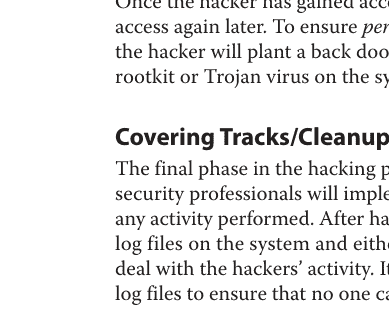 Once the hacker has gained
access again later. To ensure
the hacker will plant a back
rootkit or Trojan virus on the
Covering Tracks/Cleanup
The final phase in the hacking
security professionals will
any activity performed. After
log files on the system and
deal with the hackers’ activity.
log files to ensure that no one